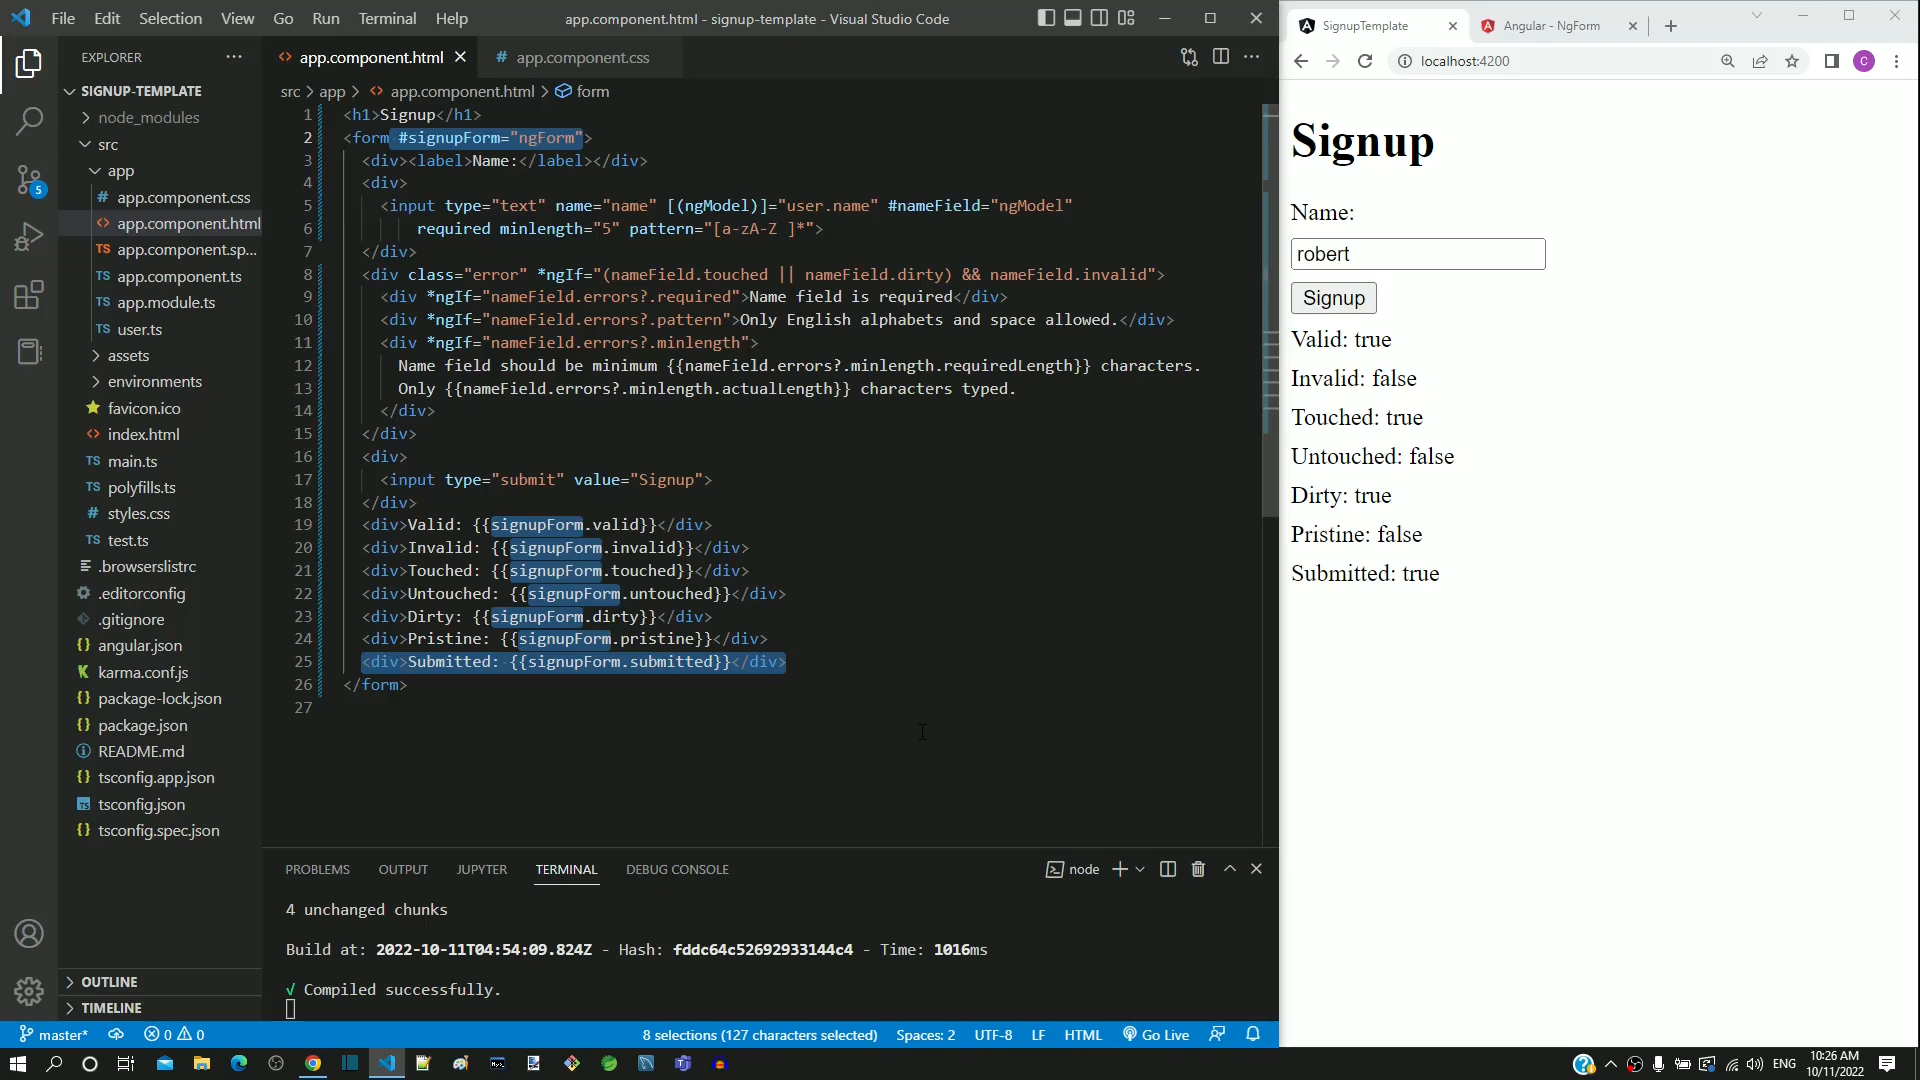 File Edit Selection View Go Run Terminal Help
app.component.html - signup-template - Visual Studio Code
EXPLORER
SIGNUP-TEMPLATE
node_modules
src
app
# app.component.css
<> app.component.html
TS app.component.sp...
TS app.component.ts
TS app.module.ts
TS user.ts
assets
environments
favicon.ico
<> index.html
TS main.ts
TS polyfills.ts
# styles.css
TS test.ts
.browserslistrc
.editorconfig
.gitignore
{} angular.json
K karma.conf.js
{} package-lock.json
{} package.json
README.md
{} tsconfig.app.json
TS tsconfig.json
{} tsconfig.spec.json
OUTLINE
TIMELINE
<> app.component.html
# app.component.css
src > app > <> app.component.html > form
1 <h1>Signup</h1>
2 <form #signupForm="ngForm">
3 <div><label>Name:</label></div>
4 <div>
5 <input type="text" name="name" [(ngModel)]="user.name" #nameField="ngModel"
6 required minlength="5" pattern="[a-zA-Z ]*">
7 </div>
8 <div class="error" *ngIf="(nameField.touched || nameField.dirty) && nameField.invalid">
9 <div *ngIf="nameField.errors?.required">Name field is required</div>
10 <div *ngIf="nameField.errors?.pattern">Only English alphabets and space allowed.</div>
11 <div *ngIf="nameField.errors?.minlength">
12 Name field should be minimum {{nameField.errors?.minlength.requiredLength}} characters.
13 Only {{nameField.errors?.minlength.actualLength}} characters typed.
14 </div>
15 </div>
16 <div>
17 <input type="submit" value="Signup">
18 </div>
19 <div>Valid: {{signupForm.valid}}</div>
20 <div>Invalid: {{signupForm.invalid}}</div>
21 <div>Touched: {{signupForm.touched}}</div>
22 <div>Untouched: {{signupForm.untouched}}</div>
23 <div>Dirty: {{signupForm.dirty}}</div>
24 <div>Pristine: {{signupForm.pristine}}</div>
25 <div>Submitted: {{signupForm.submitted}}</div>
26 </form>
27
PROBLEMS OUTPUT JUPYTER TERMINAL DEBUG CONSOLE
node
4 unchanged chunks
Build at: 2022-10-11T04:54:09.824Z - Hash: fddc64c52692933144c4 - Time: 1016ms
√ Compiled successfully.
5
master* 0 0
8 selections (127 characters selected) Spaces: 2 UTF-8 LF HTML Go Live
SignupTemplate
Angular - NgForm
localhost:4200
C
Signup
Name:
robert
Signup
Valid: true
Invalid: false
Touched: true
Untouched: false
Dirty: true
Pristine: false
Submitted: true
ENG
10:26 AM
10/11/2022